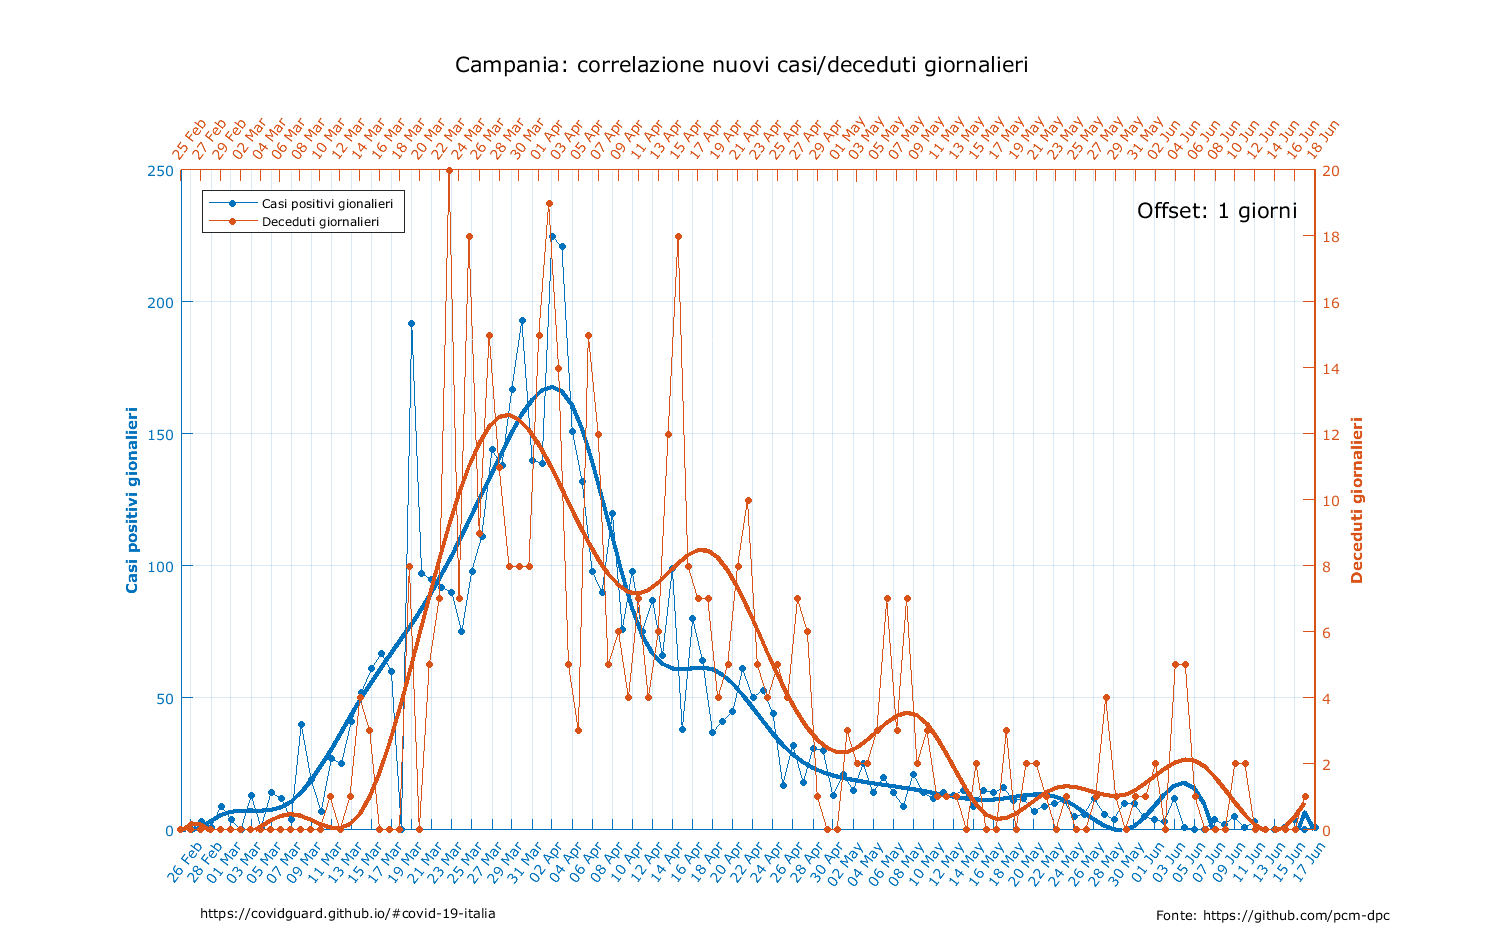 Campania: correlazione nuovi casi/deceduti giornalieri
25 Feb
27 Feb
29 Feb
02 Mar
04 Mar
06 Mar
08 Mar
10 Mar
12 Mar
14 Mar
16 Mar
18 Mar
20 Mar
22 Mar
24 Mar
26 Mar
28 Mar
30 Mar
01 Apr
03 Apr
05 Apr
07 Apr
09 Apr
11 Apr
13 Apr
15 Apr
17 Apr
19 Apr
21 Apr
23 Apr
25 Apr
27 Apr
29 Apr
01 May
03 May
05 May
07 May
09 May
11 May
13 May
15 May
17 May
19 May
21 May
23 May
25 May
27 May
29 May
31 May
02 Jun
04 Jun
06 Jun
08 Jun
10 Jun
12 Jun
14 Jun
16 Jun
18 Jun
250
200
150
100
50
0
Casi positivi gionalieri
Casi positivi gionalieri
Deceduti giornalieri
Offset: 1 giorni
20
18
16
14
12
10
8
6
4
2
0
Deceduti giornalieri
26 Feb
28 Feb
01 Mar
03 Mar
05 Mar
07 Mar
09 Mar
11 Mar
13 Mar
15 Mar
17 Mar
19 Mar
21 Mar
23 Mar
25 Mar
27 Mar
29 Mar
31 Mar
02 Apr
04 Apr
06 Apr
08 Apr
10 Apr
12 Apr
14 Apr
16 Apr
18 Apr
20 Apr
22 Apr
24 Apr
26 Apr
28 Apr
30 Apr
02 May
04 May
06 May
08 May
10 May
12 May
14 May
16 May
18 May
20 May
22 May
24 May
26 May
28 May
30 May
01 Jun
03 Jun
05 Jun
07 Jun
09 Jun
11 Jun
13 Jun
15 Jun
17 Jun
https://covidguard.github.io/#covid-19-italia
Fonte: https://github.com/pcm-dpc